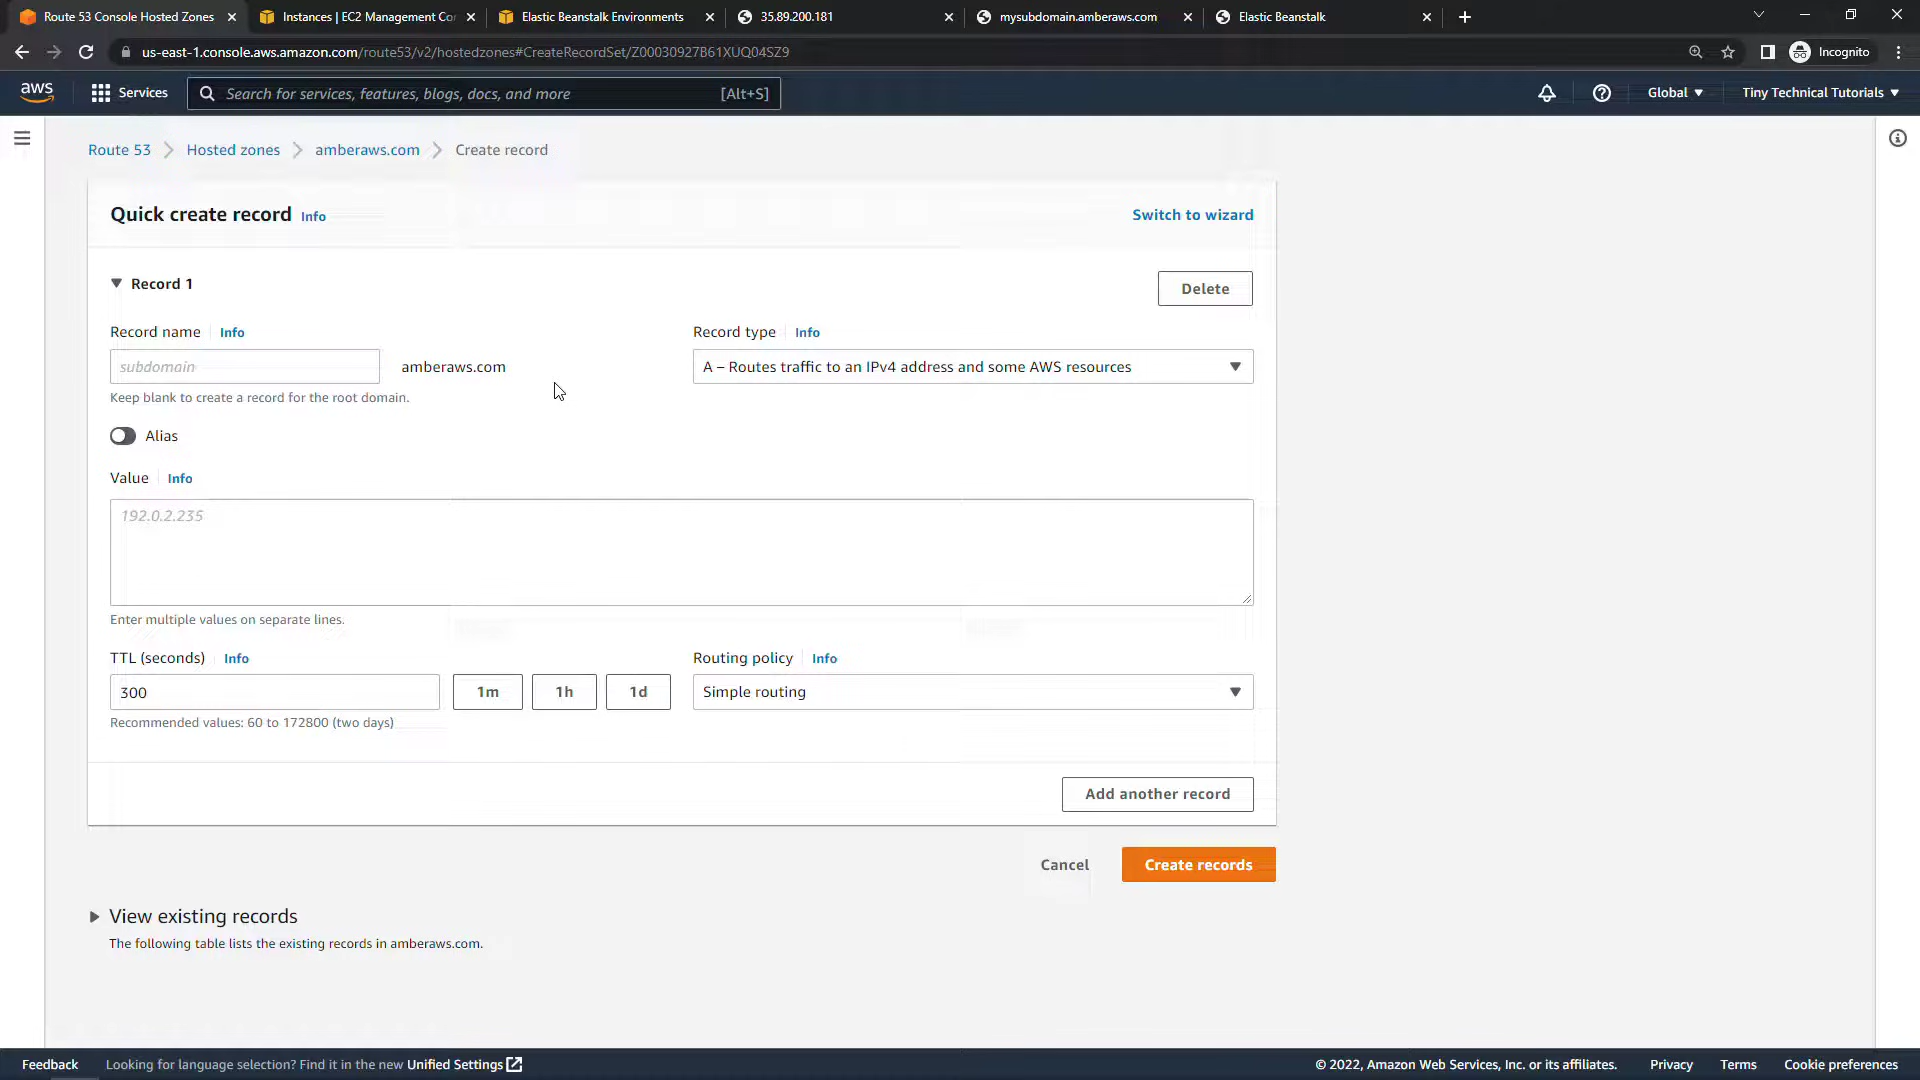 Route 53 Console Hosted Zones
Instances | EC2 Management Co
Elastic Beanstalk Environments
35.89.200.181
mysubdomain.amberaws.com
Elastic Beanstalk
us-east-1.console.aws.amazon.com/route53/v2/hostedzones#CreateRecordSet/Z00030927B61XUQ04SZ9
Incognito
aws
Services
Search for services, features, blogs, docs, and more
[Alt+S]
Global
Tiny Technical Tutorials
Route 53
Hosted zones
amberaws.com
Create record
Quick create record Info
Switch to wizard
Record 1
Delete
Record name Info
Record type Info
subdomain
amberaws.com
A – Routes traffic to an IPv4 address and some AWS resources
Keep blank to create a record for the root domain.
Alias
Value Info
192.0.2.235
Enter multiple values on separate lines.
TTL (seconds) Info
Routing policy Info
300
1m
1h
1d
Simple routing
Recommended values: 60 to 172800 (two days)
Add another record
Cancel
Create records
View existing records
The following table lists the existing records in amberaws.com.
Feedback
Looking for language selection? Find it in the new Unified Settings
© 2022, Amazon Web Services, Inc. or its affiliates.
Privacy
Terms
Cookie preferences